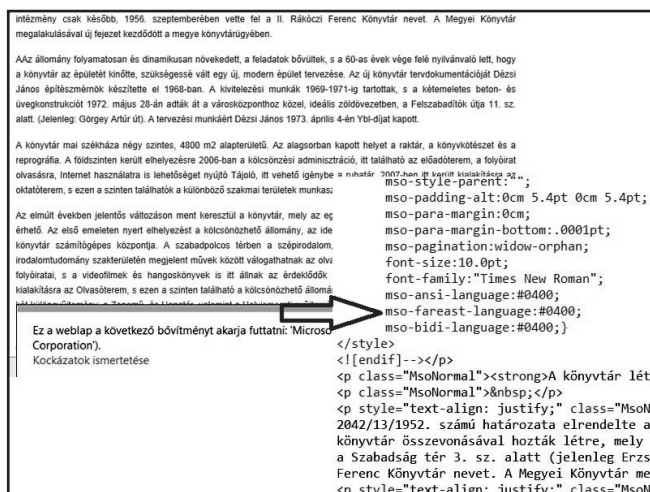 intézmény csak később, 1956. szeptemberében vette fel a II. Rákóczi Ferenc Könyvtár nevet. A Megyei Könyvtár
megalakulásával új fejezet kezdődött a megye könyvtárügyében.
AAz állomány folyamatosan és dinamikusan növekedett, a feladatok bővültek, s a 60-as évek vége felé nyilvánvaló lett, hogy
a könyvtár az épületét kinőtte, szükségessé vált egy új, modern épület tervezése. Az új könyvtár tervdokumentációját Dézsi
János építészmérnök készítette el 1968-ban. A kivitelezési munkák 1969-1971-ig tartottak, s a kétemeletes beton- és
üvegkonstrukciót 1972. május 28-án adták át a városközponthoz közel, ideális zöldövezetben, a Felszabadítók útja 11. sz.
alatt. (Jelenleg: Görgey Artúr út). A tervezési munkáért Dézsi János 1973. április 4-én Ybl-díjat kapott.
A könyvtár mai székháza négy szintes, 4800 m2 alapterületű. Az alagsorban kapott helyet a raktár, a könyvkötészet és a
reprográfia. A földszinten került elhelyezésre 2006-ban a kölcsönzési adminisztráció, itt található az előadóterem, a folyóirat
olvasásra, Internet használatra is lehetőséget nyújtó Tájoló, itt vehető igénybe a ruhatár. 2007-ben itt került kialakításra az
oktatóterem, s ezen a szinten találhatók a különböző szakmai területek munkasz
Az elmúlt években jelentős változáson ment keresztül a könyvtár, mely az eg
érhető. Az első emeleten nyert elhelyezést a kölcsönözhető állomány, az ide
könyvtár számítógépes központja. A szabadpolcos térben a szépirodalom,
irodalomtudomány szakterületén megjelent művek között válogathatnak az olva
folyóiratai, s a videofilmek és hangoskönyvek is itt állnak az érdeklődők
kialakításra az Olvasóterem, s ezen a szinten található a kölcsönözhető állomán
Ez a weblap a következő bővítményt akarja futtatni: 'Microso
Corporation').
Kockázatok ismertetése
mso-style-parent:"";
mso-padding-alt:0cm 5.4pt 0cm 5.4pt;
mso-para-margin:0cm;
mso-para-margin-bottom:.0001pt;
mso-pagination:widow-orphan;
font-size:10.0pt;
font-family:"Times New Roman";
mso-ansi-language:#0400;
mso-fareast-language:#0400;
mso-bidi-language:#0400;}
</style>
<![endif]--></p>
<p class="MsoNormal"><strong>A könyvtár lét
<p class="MsoNormal">&nbsp;</p>
<p style="text-align: justify;" class="MsoN
2042/13/1952. számú határozata elrendelte a
könyvtár összevonásával hozták létre, mely
a Szabadság tér 3. sz. alatt (jelenleg Erzs
Ferenc Könyvtár nevet. A Megyei Könyvtár me
<p style="text-align: justify;" class="MsoN